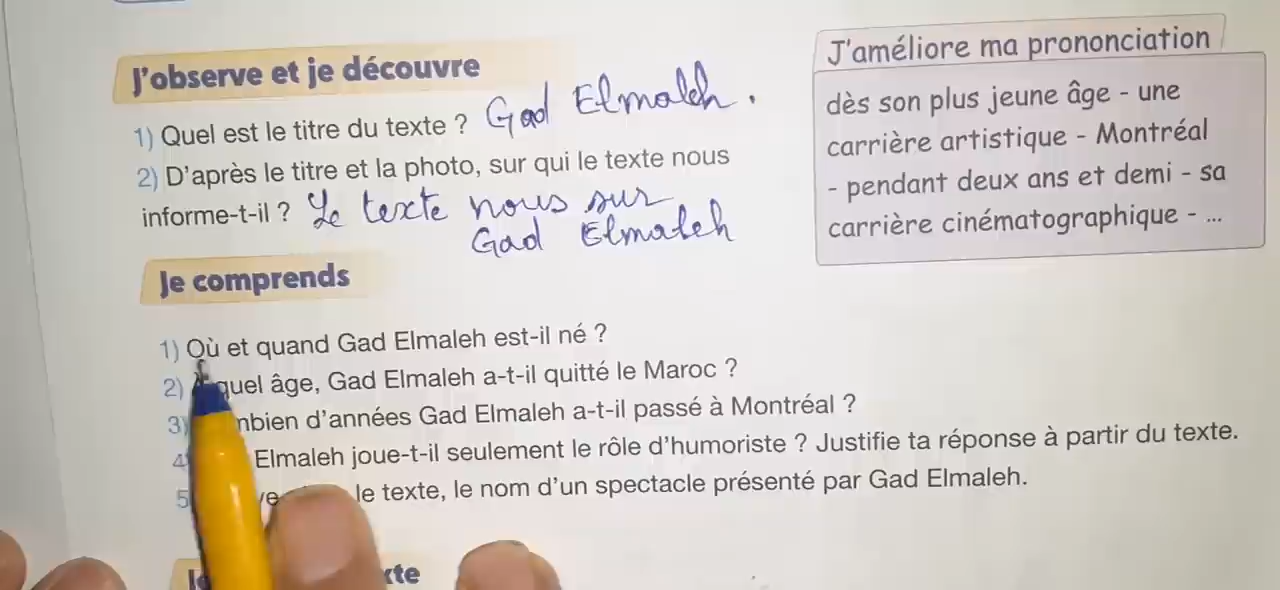 J'observe et je découvre
1) Quel est le titre du texte ? Gad Elmaleh.
2) D'après le titre et la photo, sur qui le texte nous
informe-t-il ? Le texte nous sur
Gad Elmaleh
Je comprends
1) Où et quand Gad Elmaleh est-il né ?
2) quel âge, Gad Elmaleh a-t-il quitté le Maroc ?
3) d'années Gad Elmaleh a-t-il passé à Montréal ?
4 Elmaleh joue-t-il seulement le rôle d'humoriste ? Justifie ta réponse à partir du texte.
5 le texte, le nom d'un spectacle présenté par Gad Elmaleh.
J'améliore ma prononciation
dès son plus jeune âge - une
carrière artistique - Montréal
- pendant deux ans et demi - sa
carrière cinématographique - ...